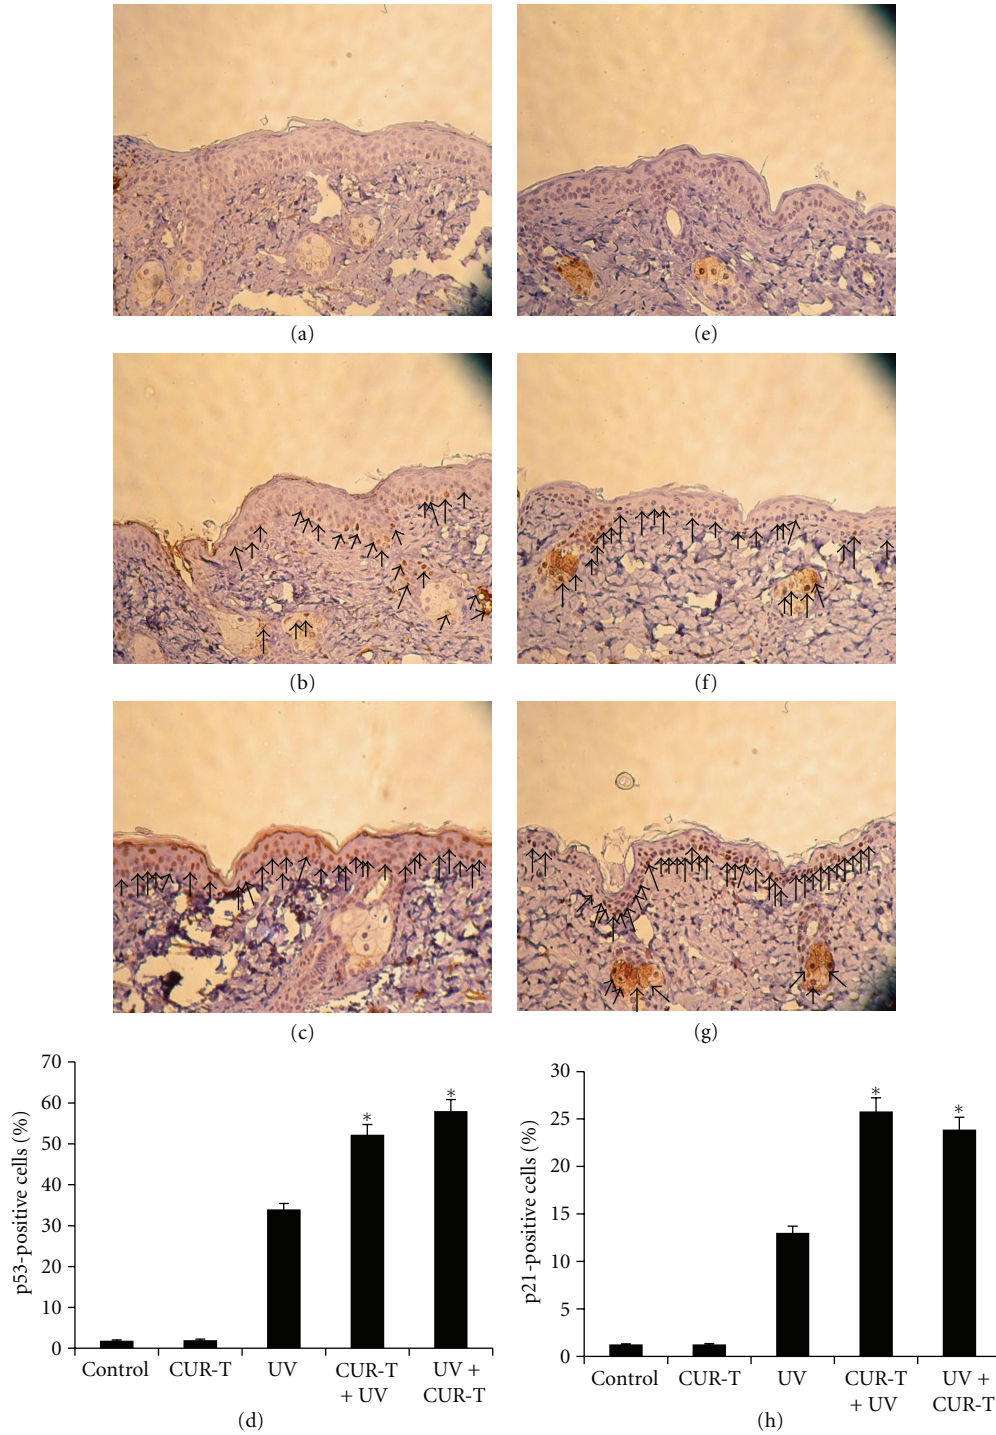 (a)
(e)
(b)
(f)
(c)
(g)
70
60
50
40
30
20
10
0
p53-positive cells (%)
*
*
Control
CUR-T
UV
CUR-T
+ UV
UV +
CUR-T
(d)
30
25
20
15
10
5
0
p21-positive cells (%)
*
*
Control
CUR-T
UV
CUR-T
+ UV
UV +
CUR-T
(h)